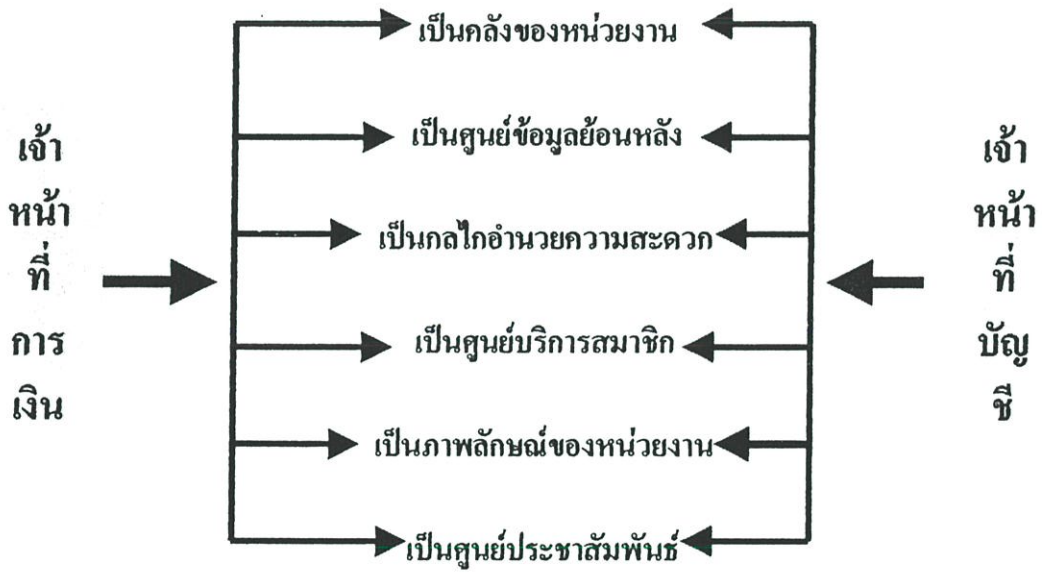 เป็นคลังของหน่วยงาน
เป็นศูนย์ข้อมูลย้อนหลัง
เป็นกลไกอำนวยความสะดวก
เป็นศูนย์บริการสมาชิก
เป็นภาพลักษณ์ของหน่วยงาน
เป็นศูนย์ประชาสัมพันธ์
เจ้า
หน้า
ที่
การ
เงิน
เจ้า
หน้า
ที่
บัญ
ชี